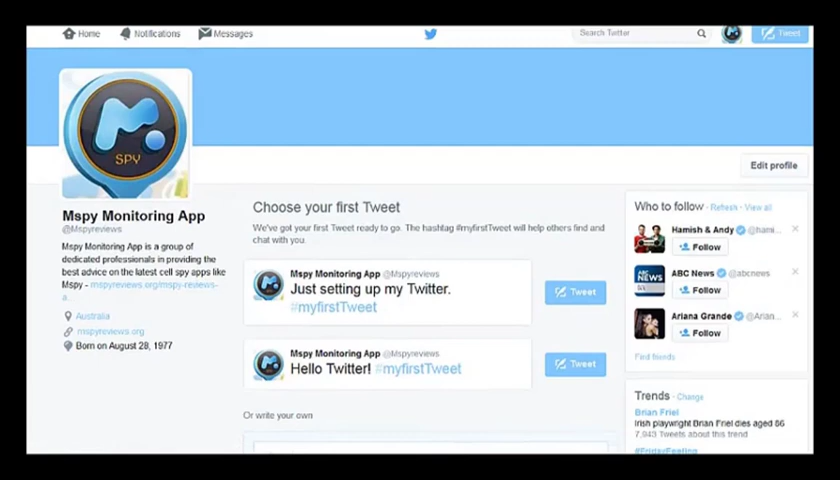 Home Notifications Messages Search Twitter Tweet
SPY
Edit profile
Mspy Monitoring App
@Mspyreviews
Mspy Monitoring App is a group of
dedicated professionals in providing the
best advice on the latest cell spy apps like
Mspy - mspyreviews.org/mspy-reviews-
a...
Australia
mspyreviews.org
Born on August 28, 1977
Choose your first Tweet
We've got your first Tweet ready to go. The hashtag #myfirstTweet will help others find and
chat with you.
Mspy Monitoring App @Mspyreviews
Just setting up my Twitter.
#myfirstTweet
Tweet
Mspy Monitoring App @Mspyreviews
Hello Twitter! #myfirstTweet
Tweet
Or write your own
Who to follow · Refresh · View all
Hamish & Andy @hami...
Follow
ABC NEWS
ABC News @abcnews
Follow
Ariana Grande @Arian...
Follow
Find friends
Trends · Change
Brian Friel
Irish playwright Brian Friel dies aged 86
7,943 Tweets about this trend
#FridayFeeling